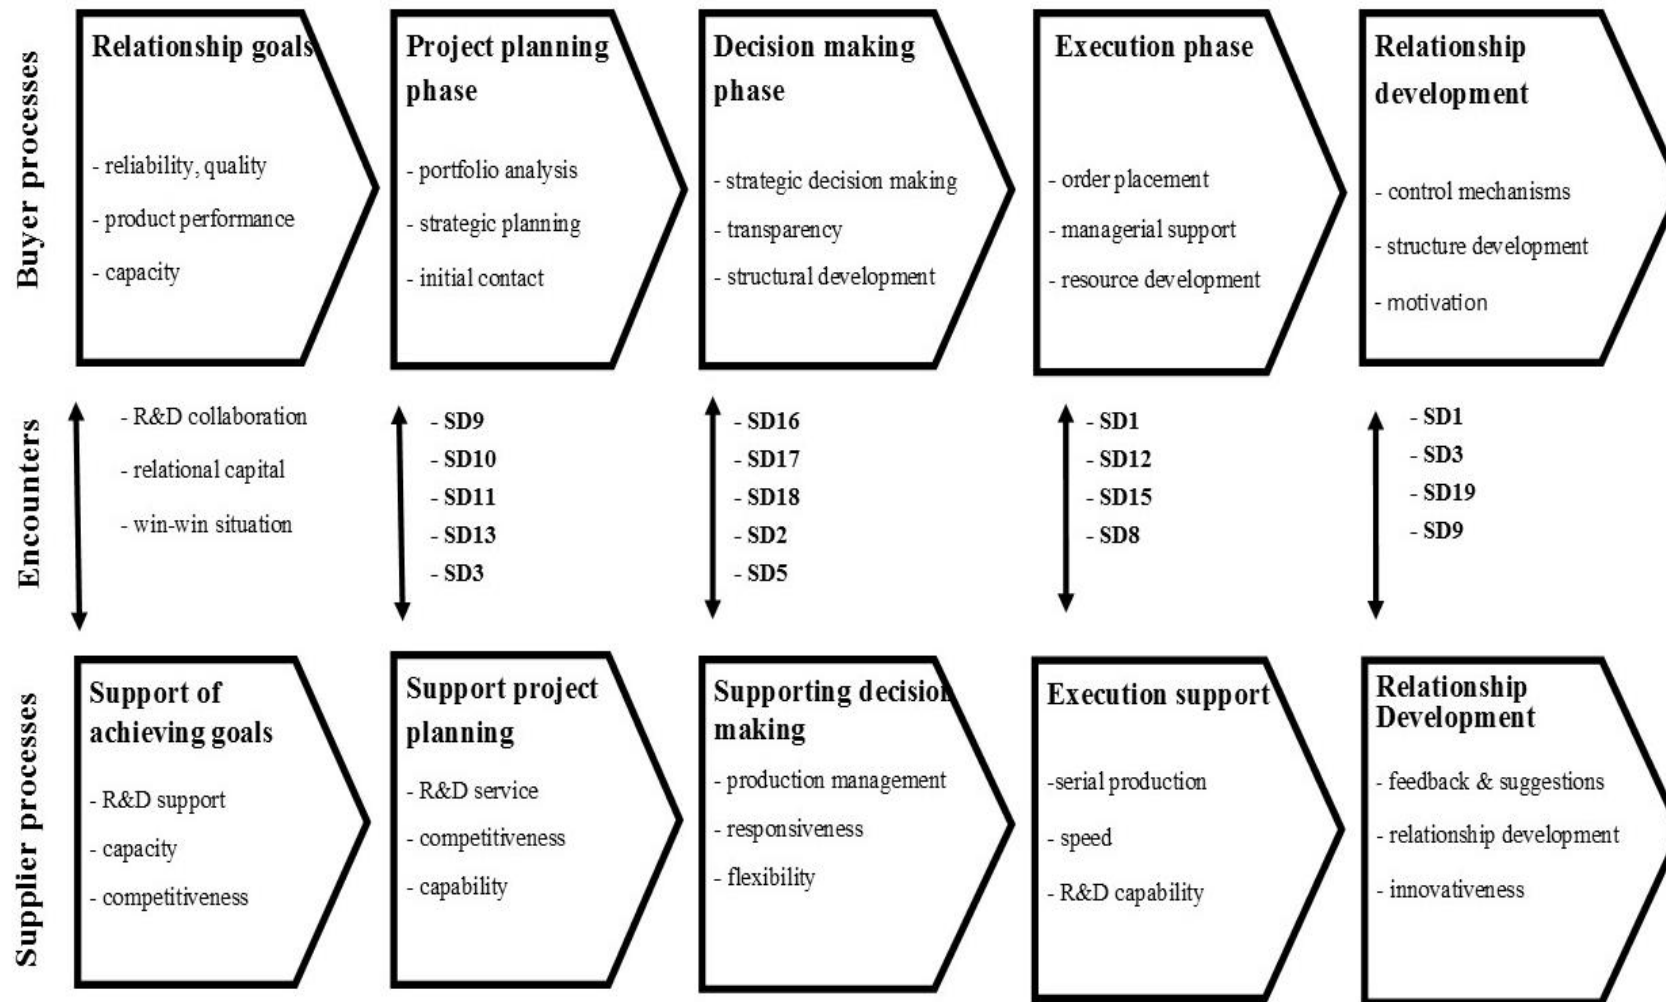 Buyer processes
Relationship goals
- reliability, quality
- product performance
- capacity
Project planning
phase
- portfolio analysis
- strategic planning
- initial contact
Decision making
phase
- strategic decision making
- transparency
- structural development
Execution phase
- order placement
- managerial support
- resource development
Relationship
development
- control mechanisms
- structure development
- motivation
Encounters
- R&D collaboration
- relational capital
- win-win situation
- SD9
- SD10
- SD11
- SD13
- SD3
- SD16
- SD17
- SD18
- SD2
- SD5
- SD1
- SD12
- SD15
- SD8
- SD1
- SD3
- SD19
- SD9
Supplier processes
Support of
achieving goals
- R&D support
- capacity
- competitiveness
Support project
planning
- R&D service
- competitiveness
- capability
Supporting decision
making
- production management
- responsiveness
- flexibility
Execution support
-serial production
- speed
- R&D capability
Relationship
Development
- feedback & suggestions
- relationship development
- innovativeness